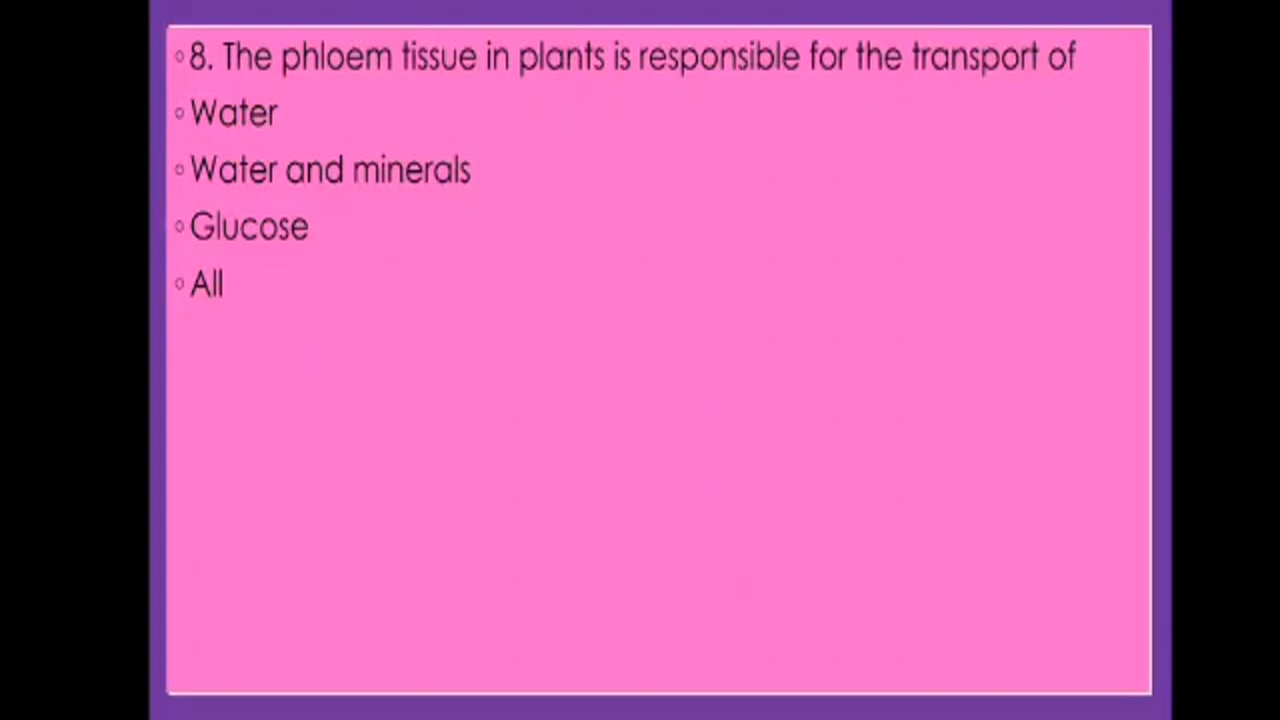 ◦8. The phloem tissue in plants is responsible for the transport of
◦Water
◦Water and minerals
◦Glucose
◦All